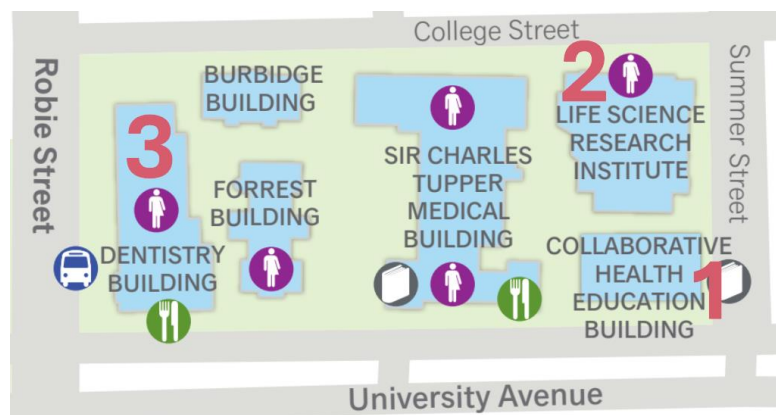 College Street
Robie Street
Summer Street
BURBIDGE
BUILDING
2
LIFE SCIENCE
RESEARCH
INSTITUTE
3
SIR CHARLES
TUPPER
MEDICAL
BUILDING
FORREST
BUILDING
DENTISTRY
BUILDING
COLLABORATIVE
HEALTH
EDUCATION
BUILDING
1
University Avenue